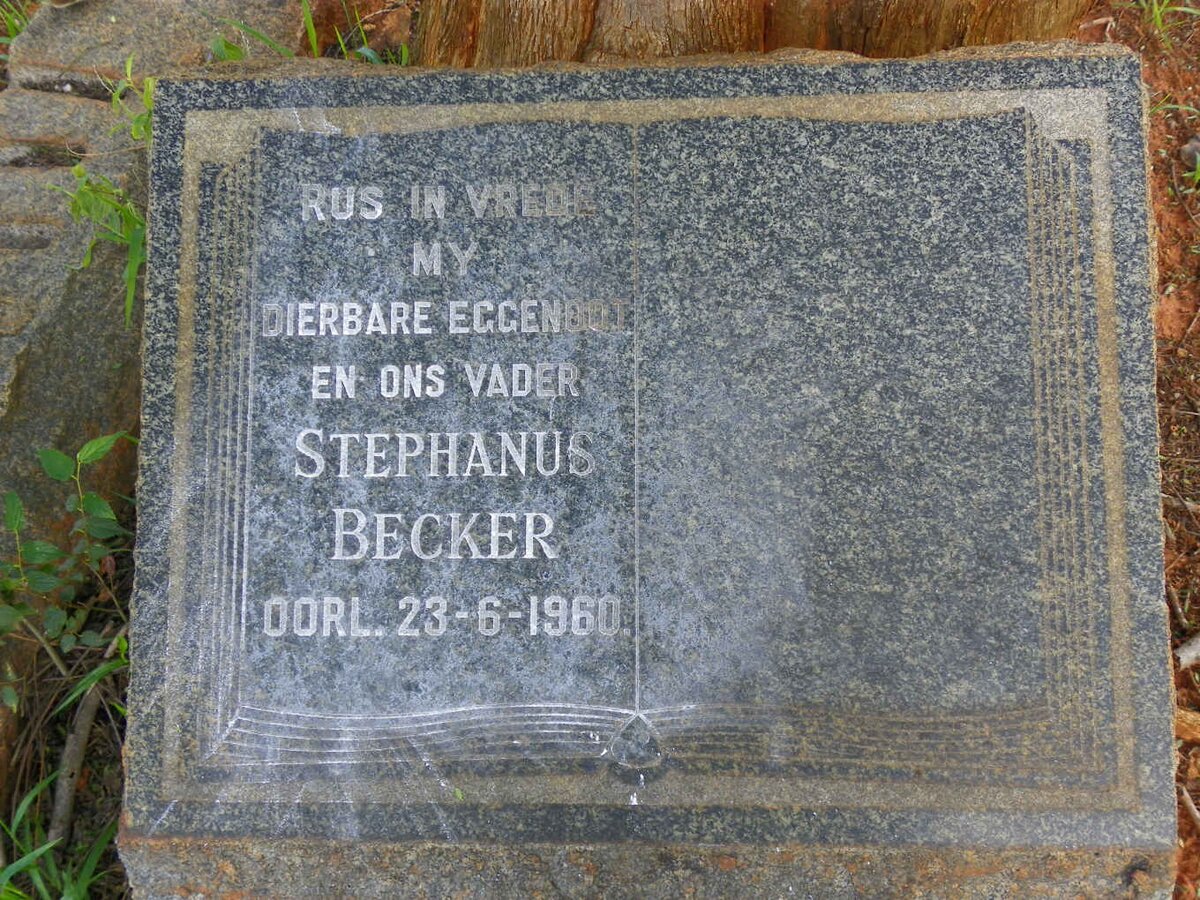 RUS IN VREDE
MY
DIERBARE EGGENOOT
EN ONS VADER
STEPHANUS
BECKER
OORL. 23-6-1960.